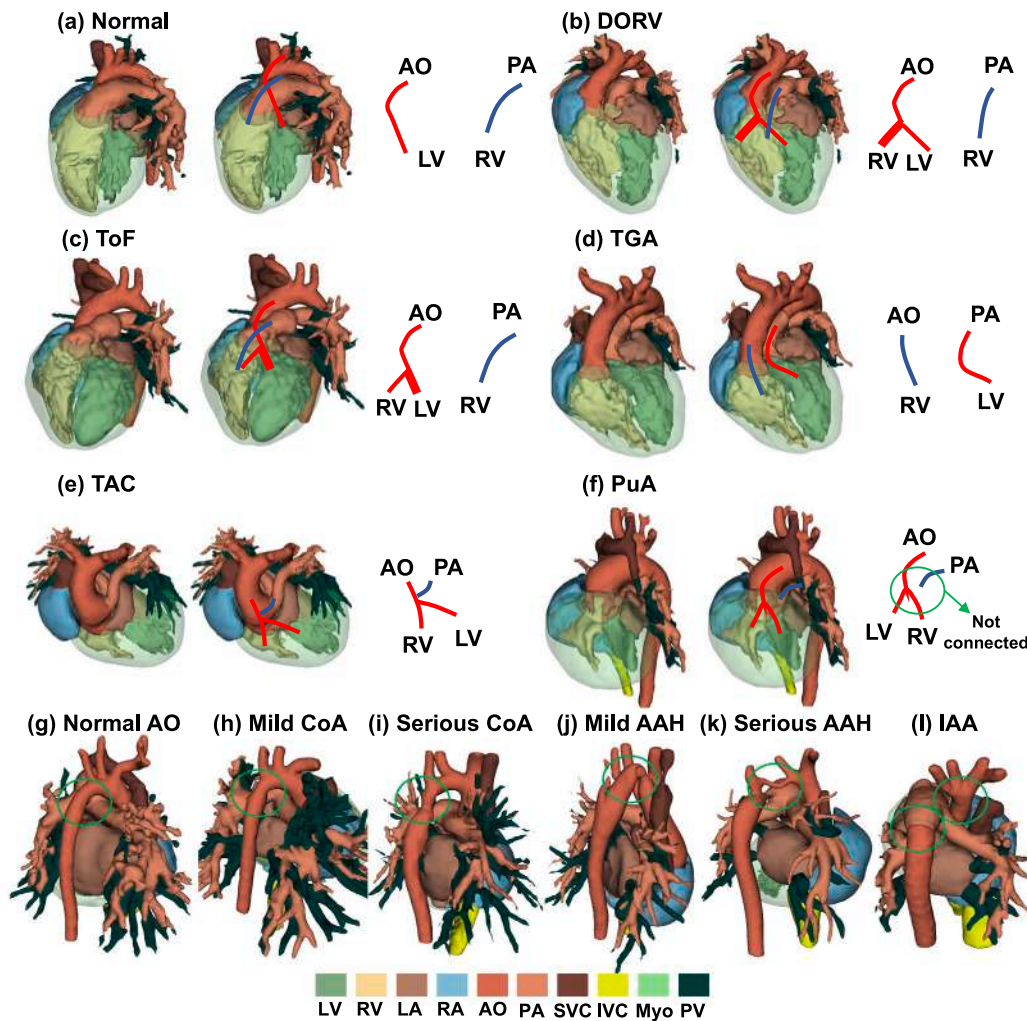 (a) Normal
(b) DORV
AO
PA
LV
RV
AO
PA
RV
LV
RV
(c) ToF
(d) TGA
AO
PA
RV
LV
RV
AO
PA
RV
LV
(e) TAC
(f) PuA
AO
PA
RV
LV
AO
PA
LV
RV
Not
connected
(g) Normal AO
(h) Mild CoA
(i) Serious CoA
(j) Mild AAH
(k) Serious AAH
(l) IAA
LV RV LA RA AO PA SVC IVC Myo PV